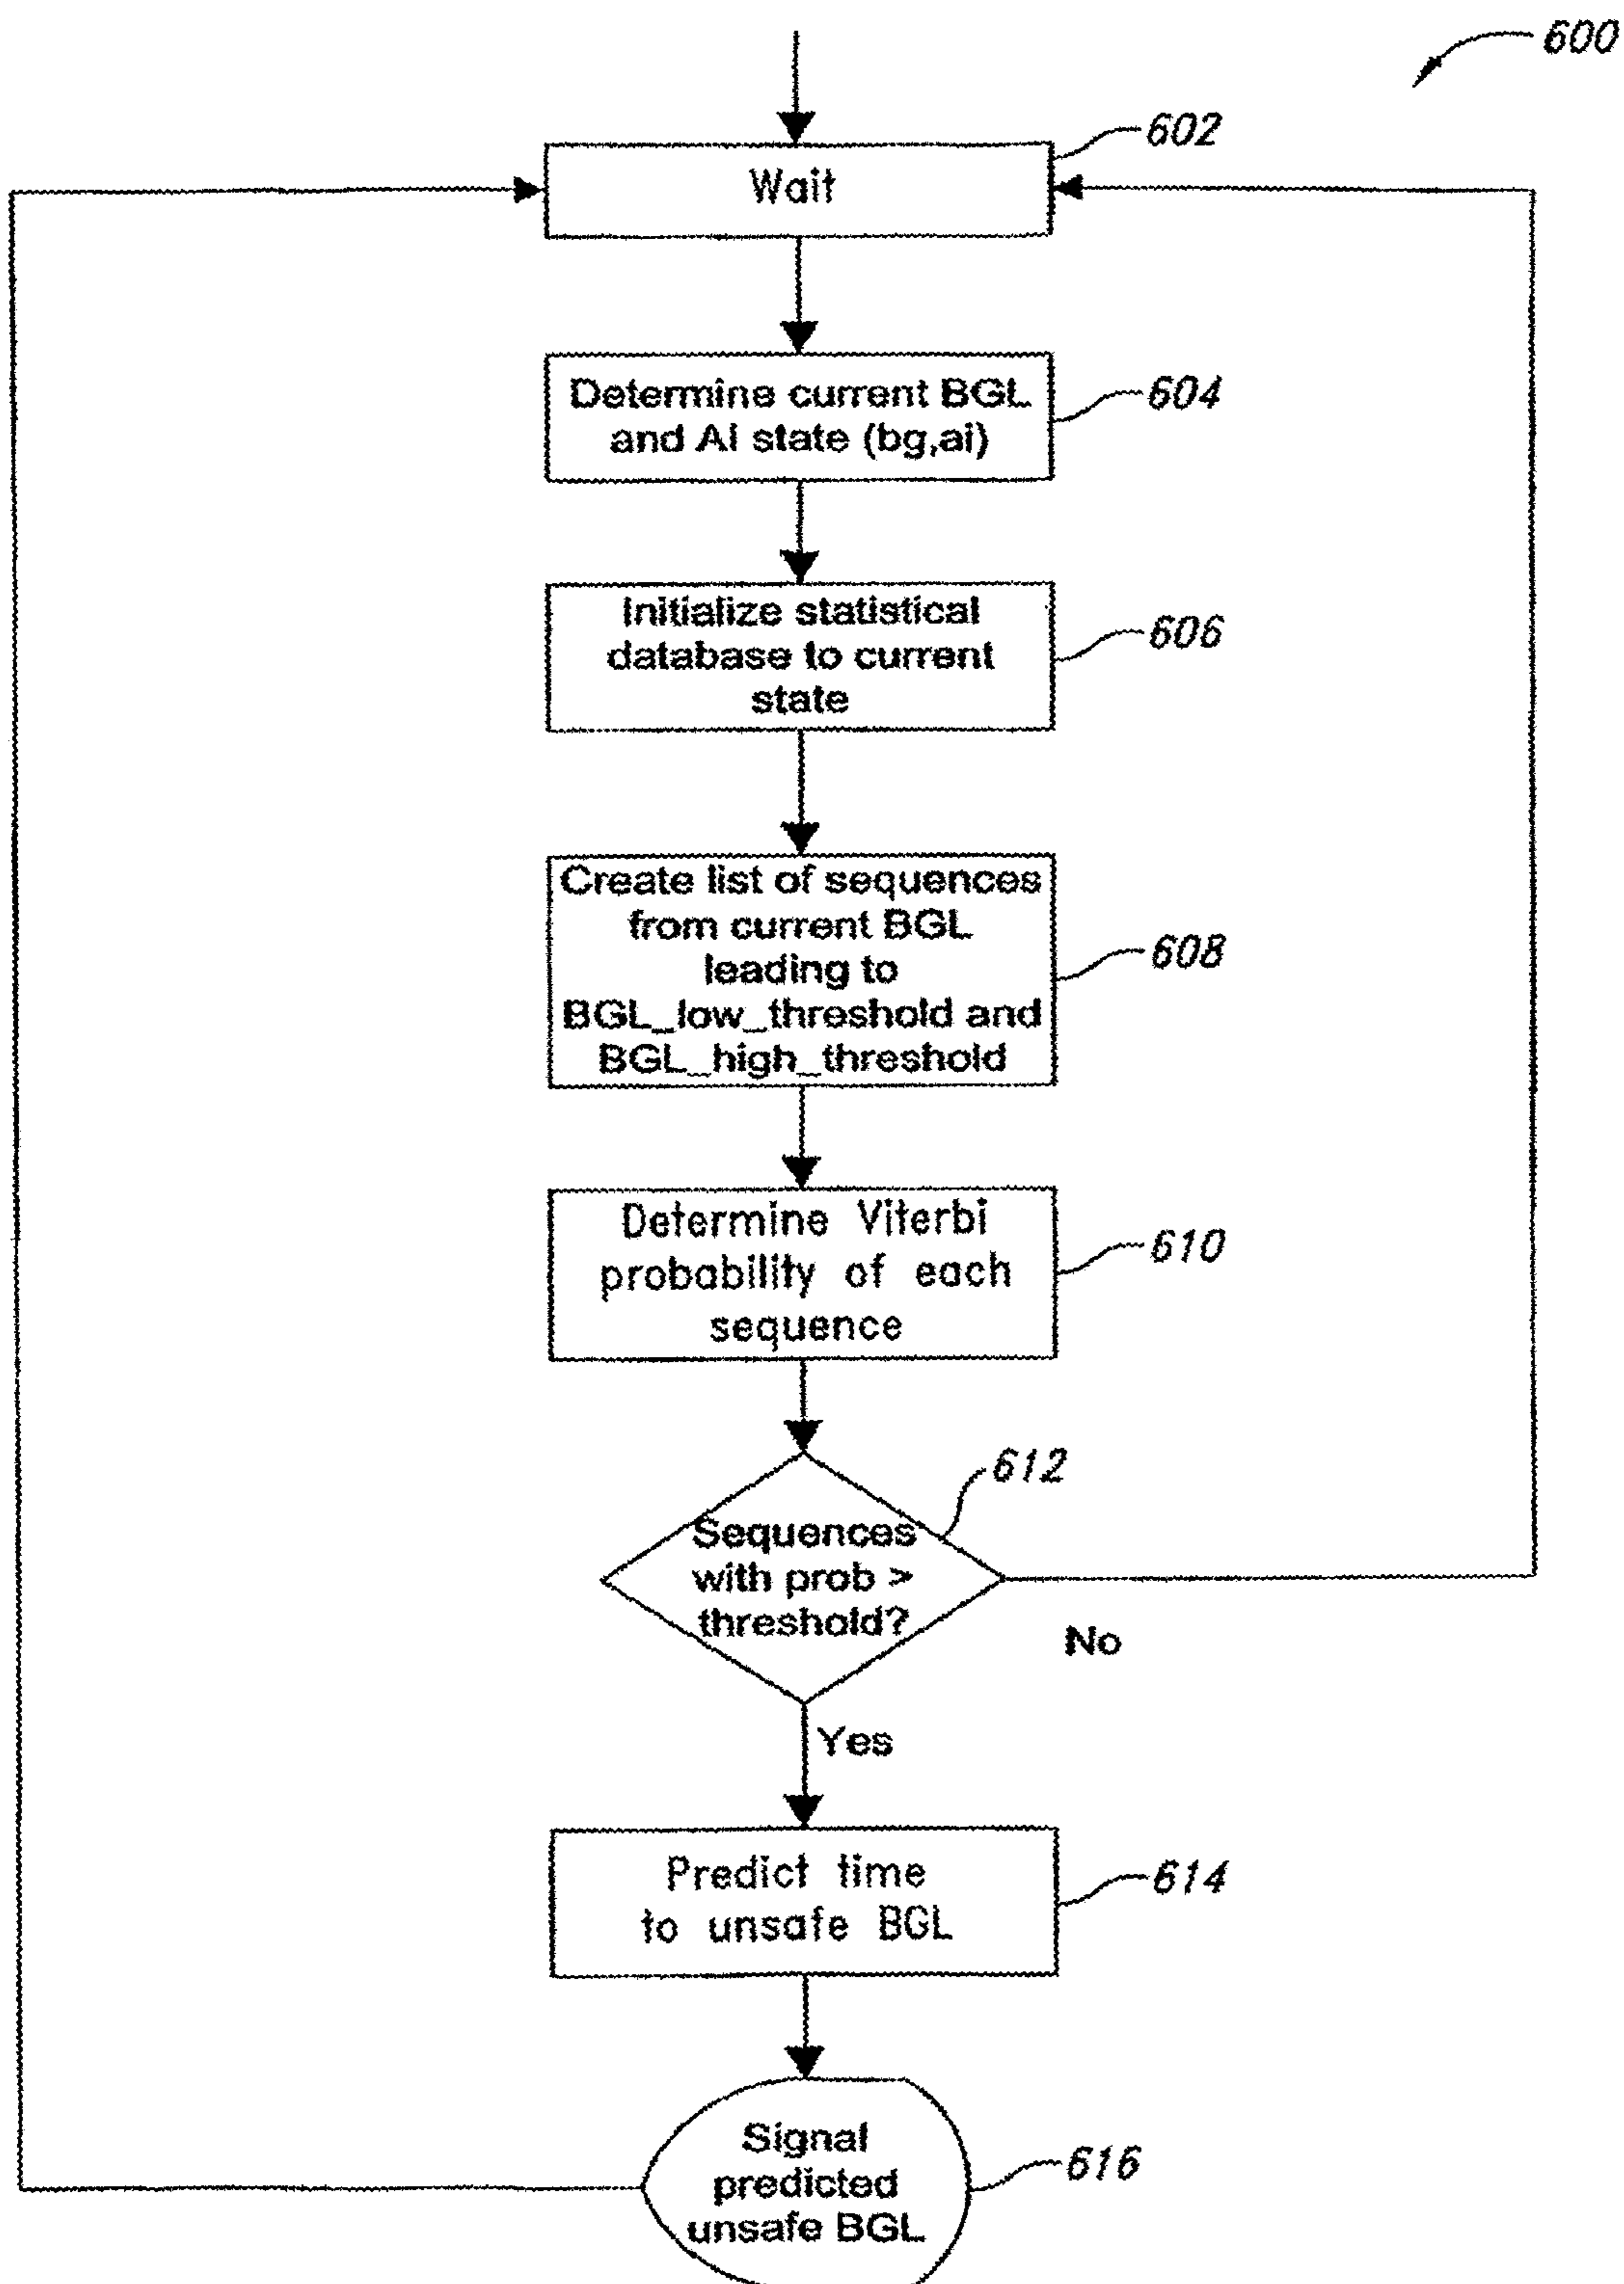 600
602
Wait
Determine current BGL
and AI state (bg,ai)
604
Initialize statistical
database to current
state
606
Create list of sequences
from current BGL
leading to
BGL_low_threshold and
BGL_high_threshold
608
Determine Viterbi
probability of each
sequence
610
612
Sequences
with prob >
threshold?
No
Yes
Predict time
to unsafe BGL
614
Signal
predicted
unsafe BGL
616